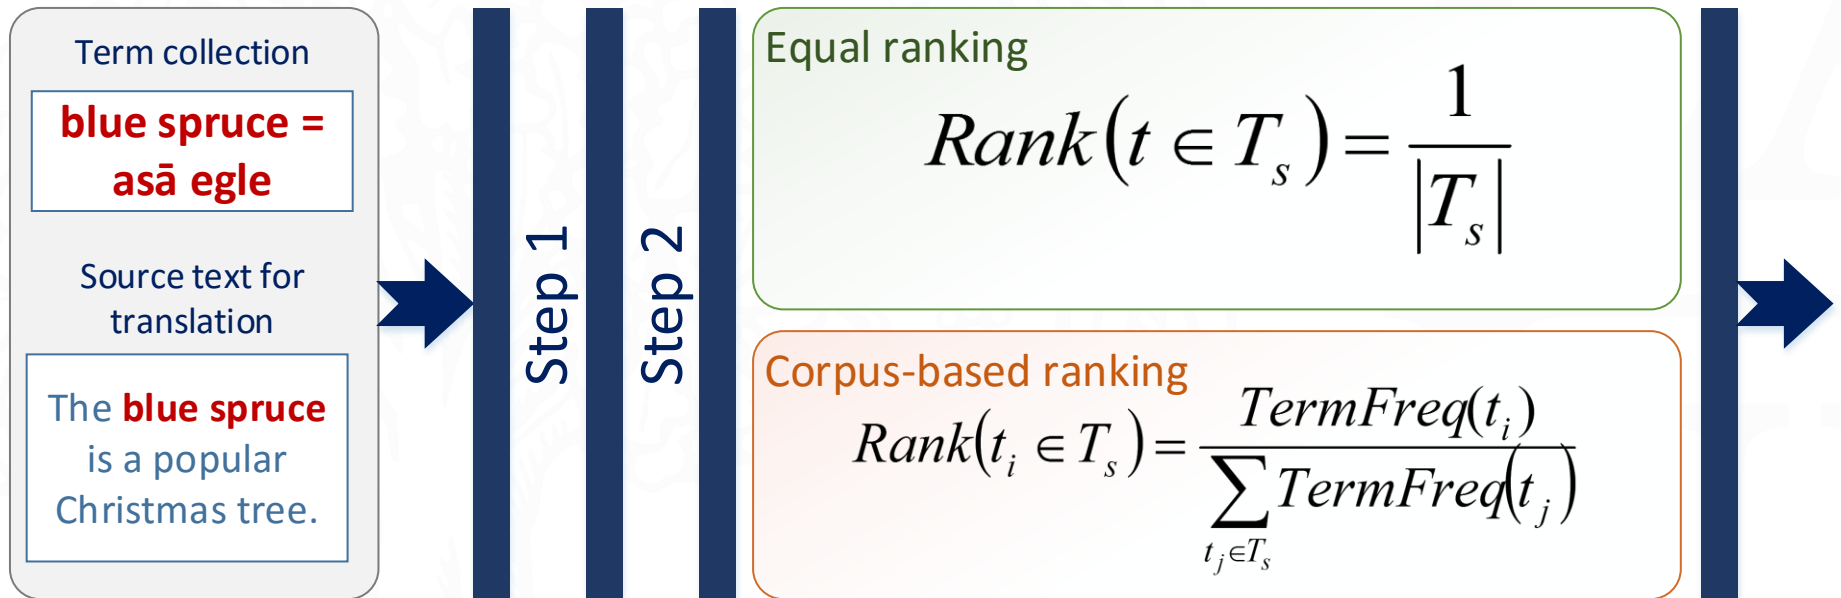 Term collection
blue spruce =
asā egle
Source text for
translation
The blue spruce
is a popular
Christmas tree.
Step 1
Step 2
Equal ranking
Rank(t ∈ T_s) = 1 / |T_s|
Corpus-based ranking
Rank(t_i ∈ T_s) = TermFreq(t_i) / ∑_{t_j ∈ T_s} TermFreq(t_j)